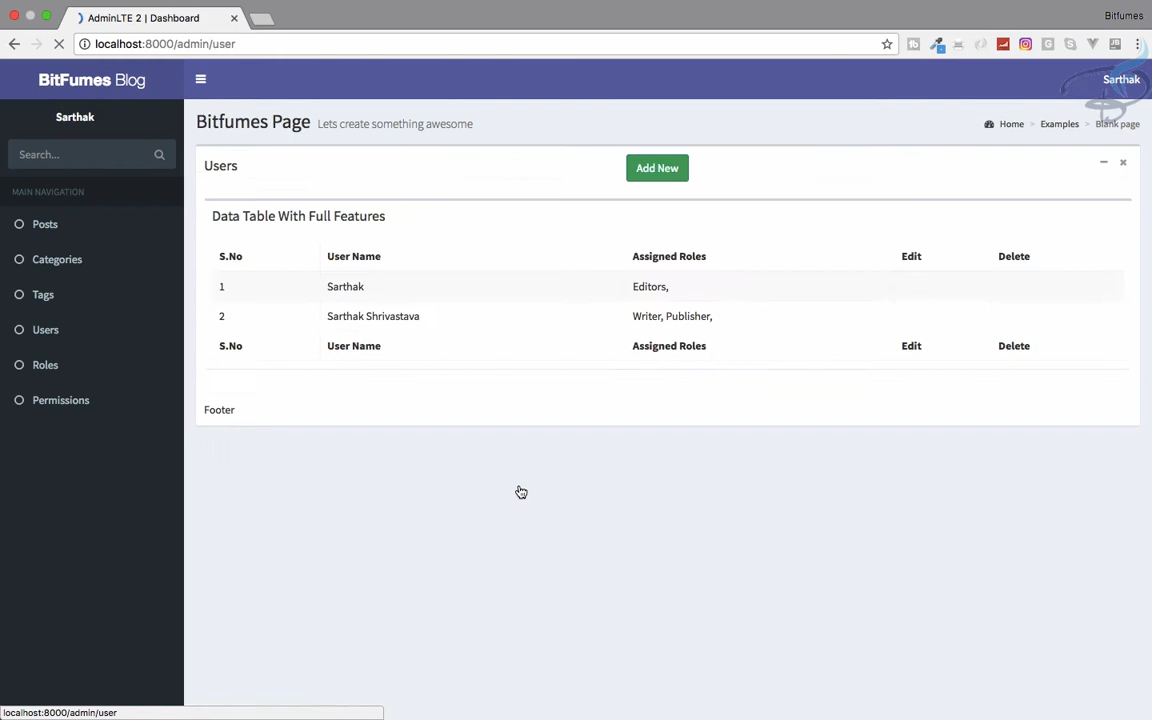 AdminLTE 2 | Dashboard
Bitfumes
localhost:8000/admin/user
BitFumes Blog
Sarthak
Sarthak
Search...
MAIN NAVIGATION
Posts
Categories
Tags
Users
Roles
Permissions
Bitfumes Page Lets create something awesome
Home > Examples > Blank page
Users
Add New
Data Table With Full Features
S.No User Name Assigned Roles Edit Delete
1 Sarthak Editors,
2 Sarthak Shrivastava Writer, Publisher,
S.No User Name Assigned Roles Edit Delete
Footer
localhost:8000/admin/user